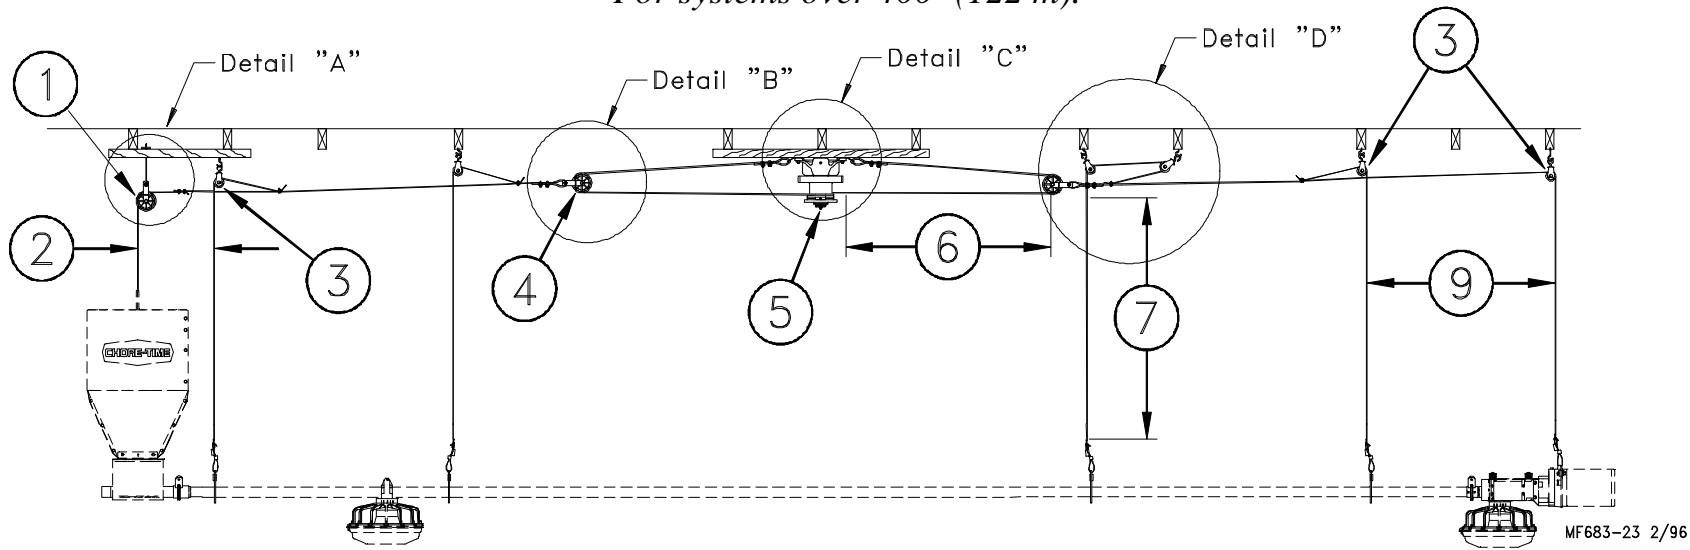 For systems over 400' (122 m).
Detail "A"
Detail "B"
Detail "C"
Detail "D"
1
3
2
3
4
5
6
7
9
CHORE-TIME
MF683-23 2/96